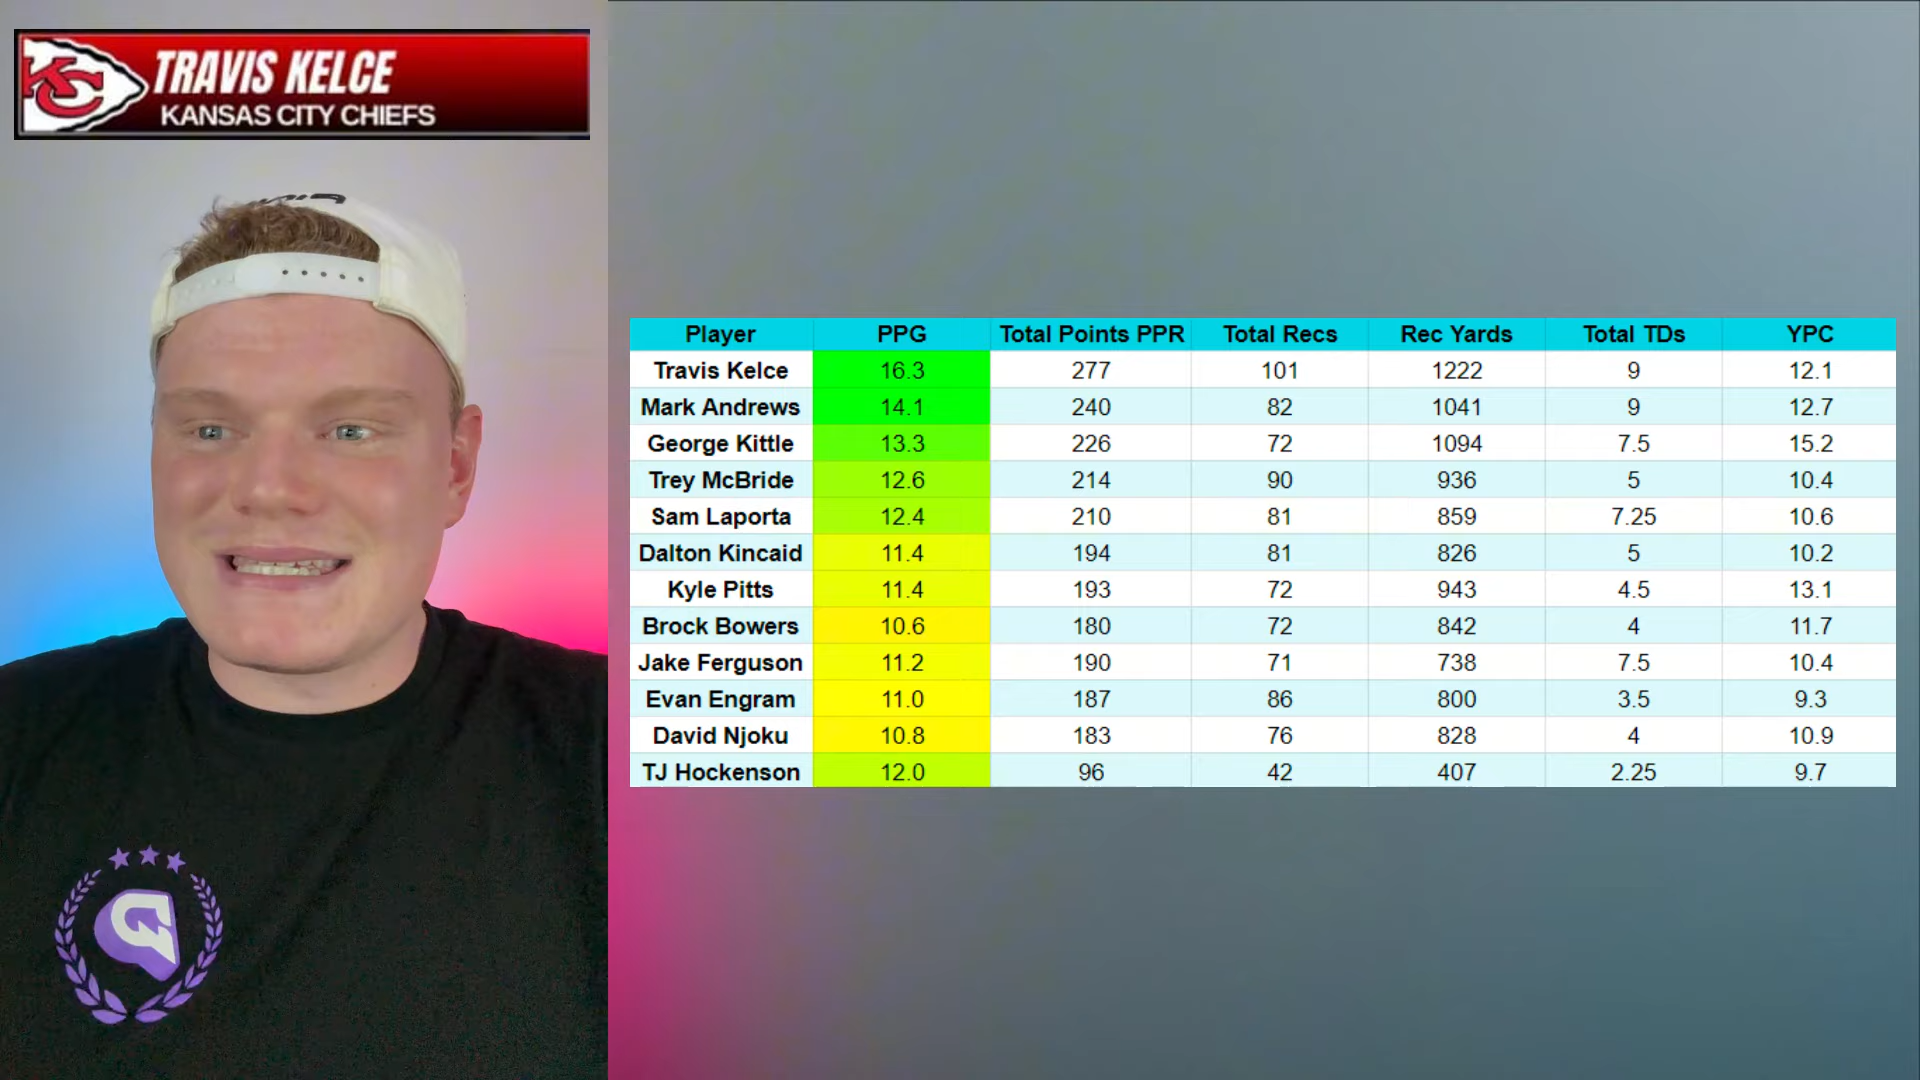 KC
TRAVIS KELCE
KANSAS CITY CHIEFS
Player PPG Total Points PPR Total Recs Rec Yards Total TDs YPC
Travis Kelce 16.3 277 101 1222 9 12.1
Mark Andrews 14.1 240 82 1041 9 12.7
George Kittle 13.3 226 72 1094 7.5 15.2
Trey McBride 12.6 214 90 936 5 10.4
Sam Laporta 12.4 210 81 859 7.25 10.6
Dalton Kincaid 11.4 194 81 826 5 10.2
Kyle Pitts 11.4 193 72 943 4.5 13.1
Brock Bowers 10.6 180 72 842 4 11.7
Jake Ferguson 11.2 190 71 738 7.5 10.4
Evan Engram 11.0 187 86 800 3.5 9.3
David Njoku 10.8 183 76 828 4 10.9
TJ Hockenson 12.0 96 42 407 2.25 9.7